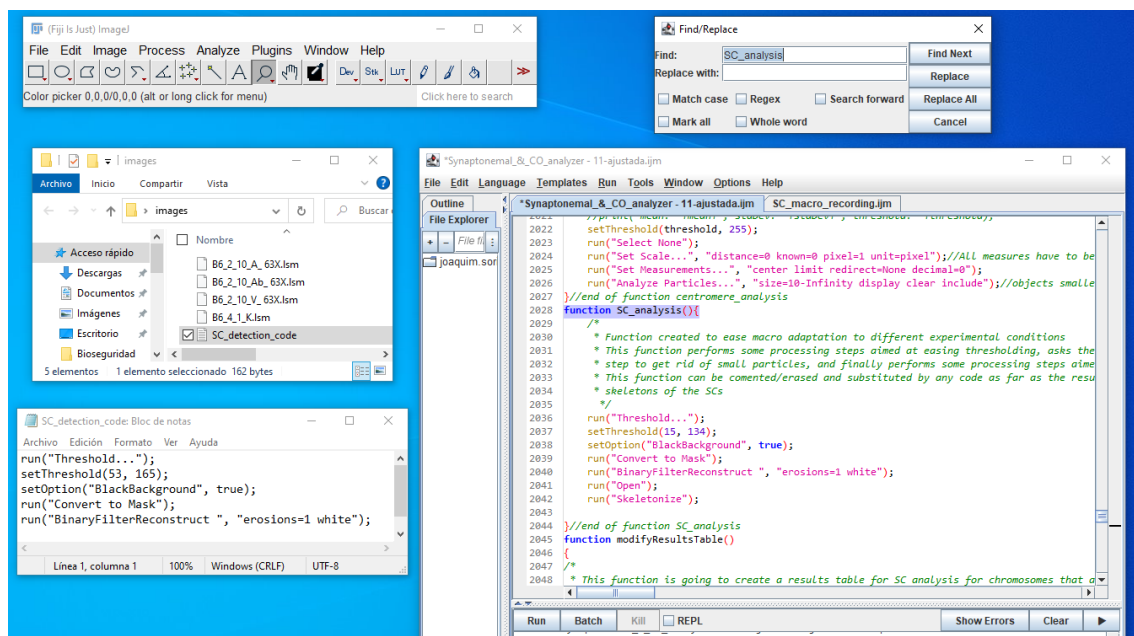 (Fiji Is Just) ImageJ
File Edit Image Process Analyze Plugins Window Help
A Dev Stk LUT >>
Color picker 0,0,0/0,0,0 (alt or long click for menu) Click here to search
Find/Replace
Find: SC_analysis Find Next
Replace with: Replace
Match case Regex Search forward Replace All
Mark all Whole word Cancel
images
Archivo Inicio Compartir Vista
images Buscar
Nombre
Acceso rápido
Descargas
Documentos
Imágenes
Escritorio
Bioseguridad
B6_2_10_A_ 63X.lsm
B6_2_10_Ab_ 63X.lsm
B6_2_10_V_ 63X.lsm
B6_4_1_K.lsm
SC_detection_code
5 elementos 1 elemento seleccionado 162 bytes
SC_detection_code: Bloc de notas
Archivo Edición Formato Ver Ayuda
run("Threshold...");
setThreshold(53, 165);
setOption("BlackBackground", true);
run("Convert to Mask");
run("BinaryFilterReconstruct ", "erosions=1 white");
Línea 1, columna 1 100% Windows (CRLF) UTF-8
*Synaptonemal_&_CO_analyzer - 11-ajustada.ijm
File Edit Language Templates Run Tools Window Options Help
Outline
File Explorer
+ - File fi
joaquim.sor
*Synaptonemal_&_CO_analyzer - 11-ajustada.ijm SC_macro_recording.ijm
2022 setThreshold(threshold, 255);
2023 run("Select None");
2024 run("Set Scale...", "distance=0 known=0 pixel=1 unit=pixel");//All measures have to be
2025 run("Set Measurements...", "center limit redirect=None decimal=0");
2026 run("Analyze Particles...", "size=10-Infinity display clear include");//objects smalle
2027 }//end of function centromere_analysis
2028 function SC_analysis(){
2029 /*
2030 * Function created to ease macro adaptation to different experimental conditions
2031 * This function performs some processing steps aimed at easing thresholding, asks the
2032 * step to get rid of small particles, and finally performs some processing steps aime
2033 * This function can be comented/erased and substituted by any code as far as the resu
2034 * skeletons of the SCs
2035 */
2036 run("Threshold...");
2037 setThreshold(15, 134);
2038 setOption("BlackBackground", true);
2039 run("Convert to Mask");
2040 run("BinaryFilterReconstruct ", "erosions=1 white");
2041 run("Open");
2042 run("Skeletonize");
2043
2044 }//end of function SC_analysis
2045 function modifyResultsTable()
2046 {
2047 /*
2048 * This function is going to create a results table for SC analysis for chromosomes that a
Run Batch Kill REPL Show Errors Clear